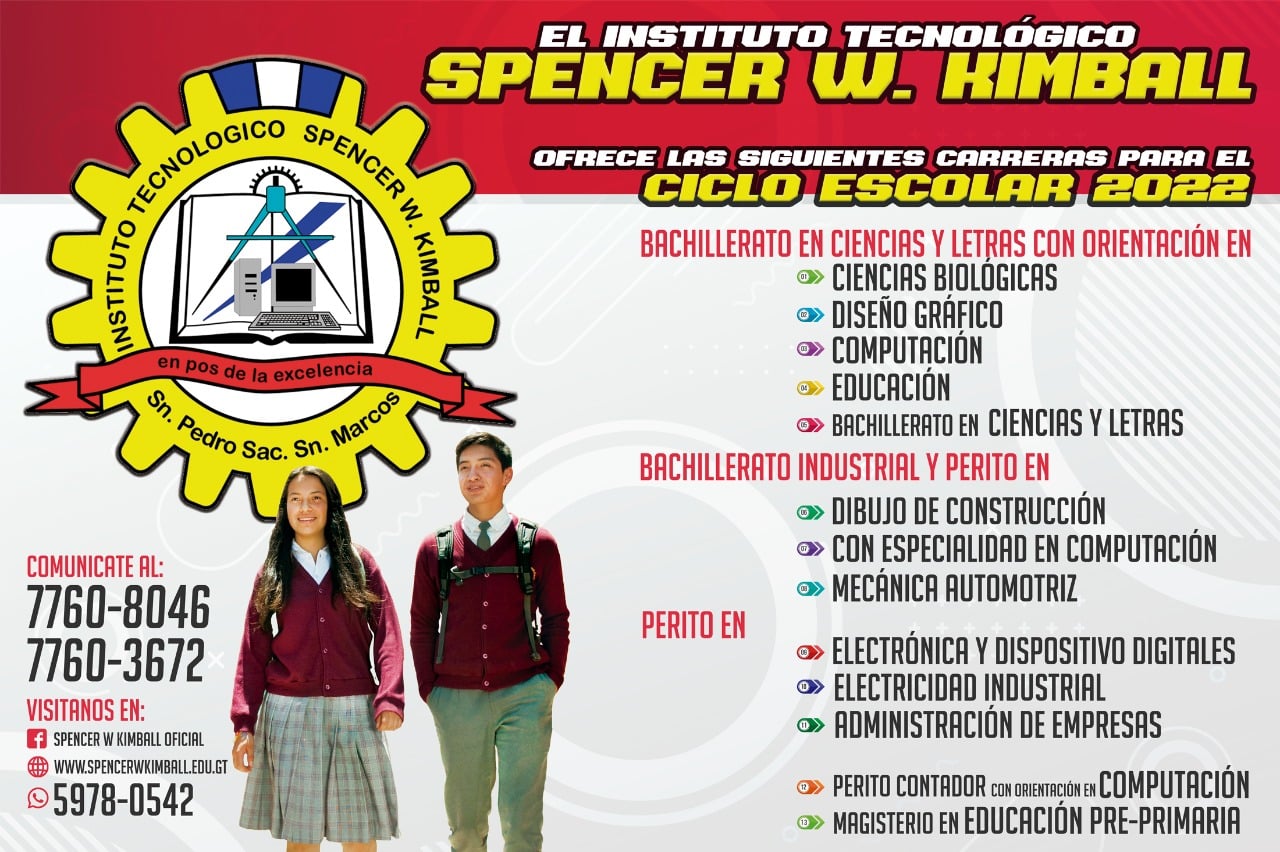 EL INSTITUTO TECNOLÓGICO
SPENCER W. KIMBALL
OFRECE LAS SIGUIENTES CARRERAS PARA EL
CICLO ESCOLAR 2022
INSTITUTO TECNOLOGICO SPENCER W. KIMBALL
en pos de la excelencia
Sn. Pedro Sac. Sn. Marcos
BACHILLERATO EN CIENCIAS Y LETRAS CON ORIENTACIÓN EN
01 CIENCIAS BIOLÓGICAS
02 DISEÑO GRÁFICO
03 COMPUTACIÓN
04 EDUCACIÓN
05 BACHILLERATO EN CIENCIAS Y LETRAS
BACHILLERATO INDUSTRIAL Y PERITO EN
06 DIBUJO DE CONSTRUCCIÓN
07 CON ESPECIALIDAD EN COMPUTACIÓN
08 MECÁNICA AUTOMOTRIZ
PERITO EN
09 ELECTRÓNICA Y DISPOSITIVO DIGITALES
10 ELECTRICIDAD INDUSTRIAL
11 ADMINISTRACIÓN DE EMPRESAS
12 PERITO CONTADOR CON ORIENTACIÓN EN COMPUTACIÓN
13 MAGISTERIO EN EDUCACIÓN PRE-PRIMARIA
COMUNICATE AL:
7760-8046
7760-3672
VISITANOS EN:
SPENCER W KIMBALL OFICIAL
WWW.SPENCERWKIMBALL.EDU.GT
5978-0542